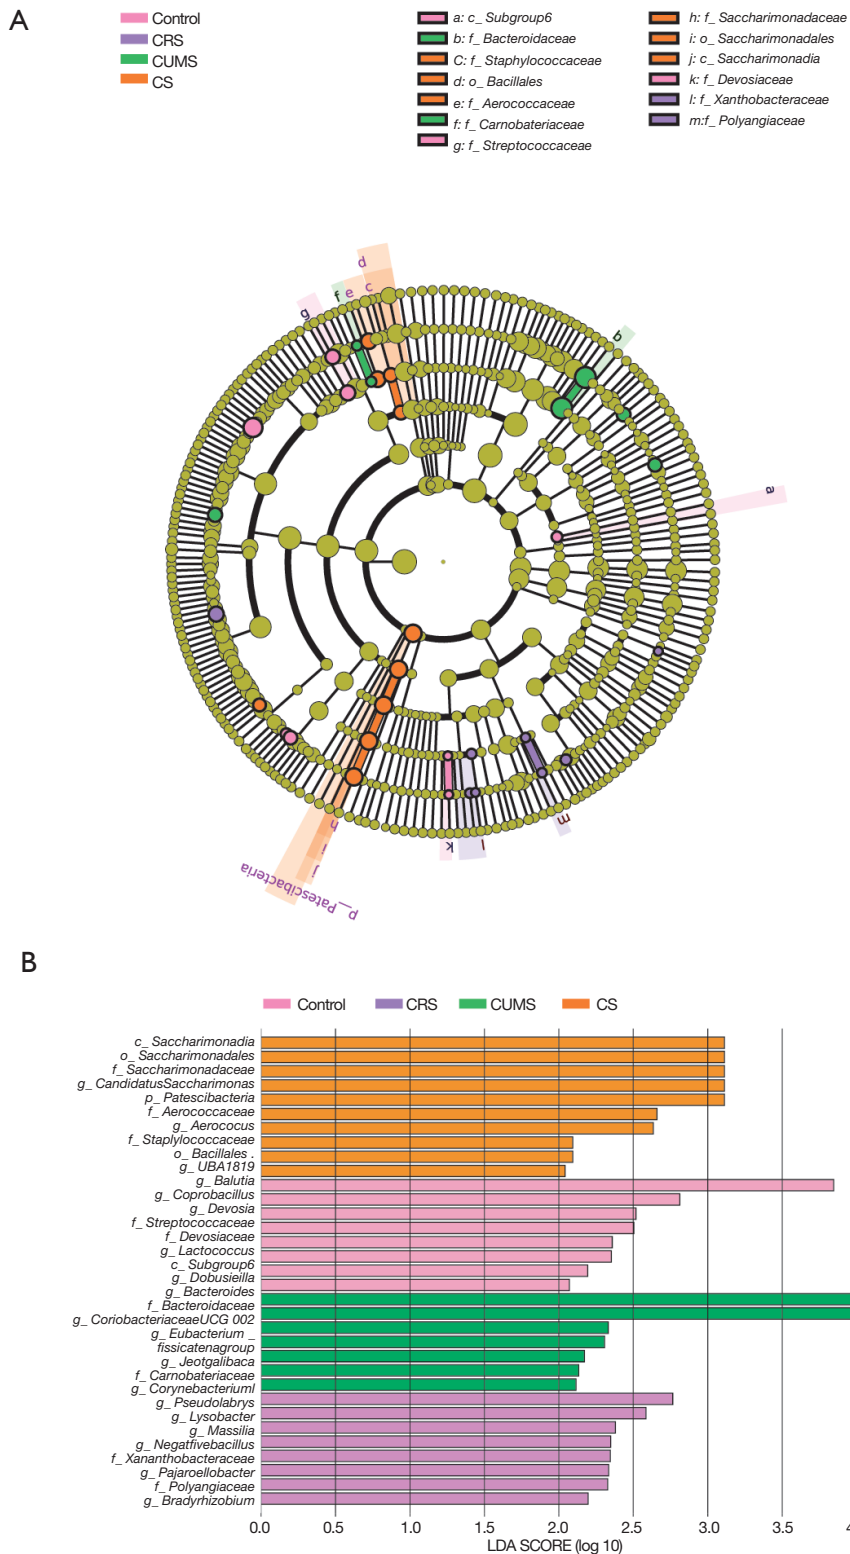 A
Control
CRS
CUMS
CS
a: c_ Subgroup6
b: f_ Bacteroidaceae
C: f_ Staphylococcaceae
d: o_ Bacillales
e: f_ Aerococcaceae
f: f_ Carnobateriaceae
g: f_ Streptococcaceae
h: f_ Saccharimonadaceae
i: o_ Saccharimonadales
j: c_ Saccharimonadia
k: f_ Devosiaceae
l: f_ Xanthobacteraceae
m:f_ Polyangiaceae
d
c
e
f
g
b
a
m
l
k
h
i
j
p__Patescibacteria
B
Control CRS CUMS CS
c_ Saccharimonadia
o_ Saccharimonadales
f_ Saccharimonadaceae
g_ CandidatusSaccharimonas
p_ Patescibacteria
f_ Aerococcaceae
g_ Aerococus
f_ Staplylococcaceae
o_ Bacillales .
g_ UBA1819
g_ Balutia
g_ Coprobacillus
g_ Devosia
f_ Streptococcaceae
f_ Devosiaceae
g_ Lactococcus
c_ Subgroup6
g_ Dobusieilla
g_ Bacteroides
f_ Bacteroidaceae
g_ CoriobacteriaceaeUCG 002
g_ Eubacterium _
fissicatenagroup
g_ Jeotgalibaca
f_ Carnobateriaceae
g_ Corynebacteriuml
g_ Pseudolabrys
g_ Lysobacter
g_ Massilia
g_ Negatfivebacillus
f_ Xananthobacteraceae
g_ Pajaroellobacter
f_ Polyangiaceae
g_ Bradyrhizobium
0.0 0.5 1.0 1.5 2.0 2.5 3.0 3.5 4
LDA SCORE (log 10)